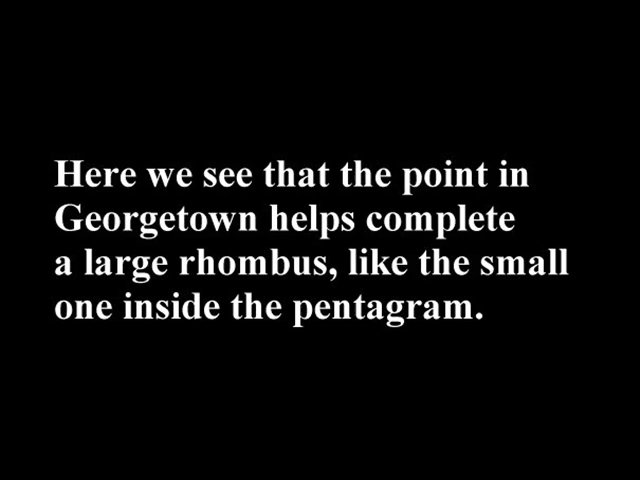 Here we see that the point in
Georgetown helps complete
a large rhombus, like the small
one inside the pentagram.